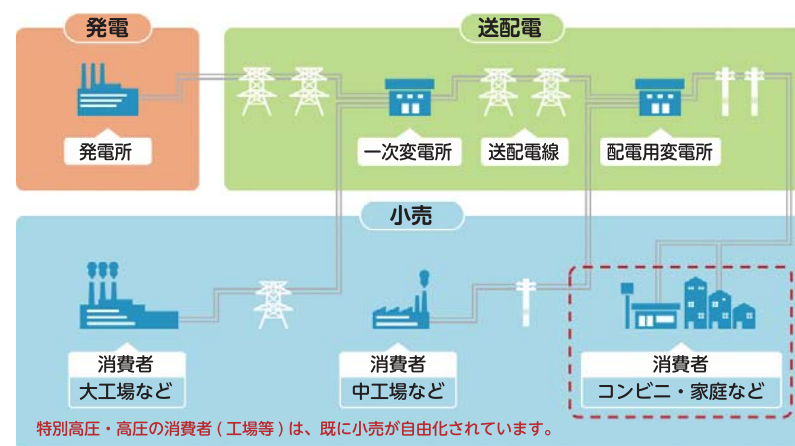 発電
送配電
発電所
一次変電所
送配電線
配電用変電所
小売
消費者
大工場など
消費者
中工場など
消費者
コンビニ・家庭など
特別高圧・高圧の消費者(工場等)は、既に小売が自由化されています。